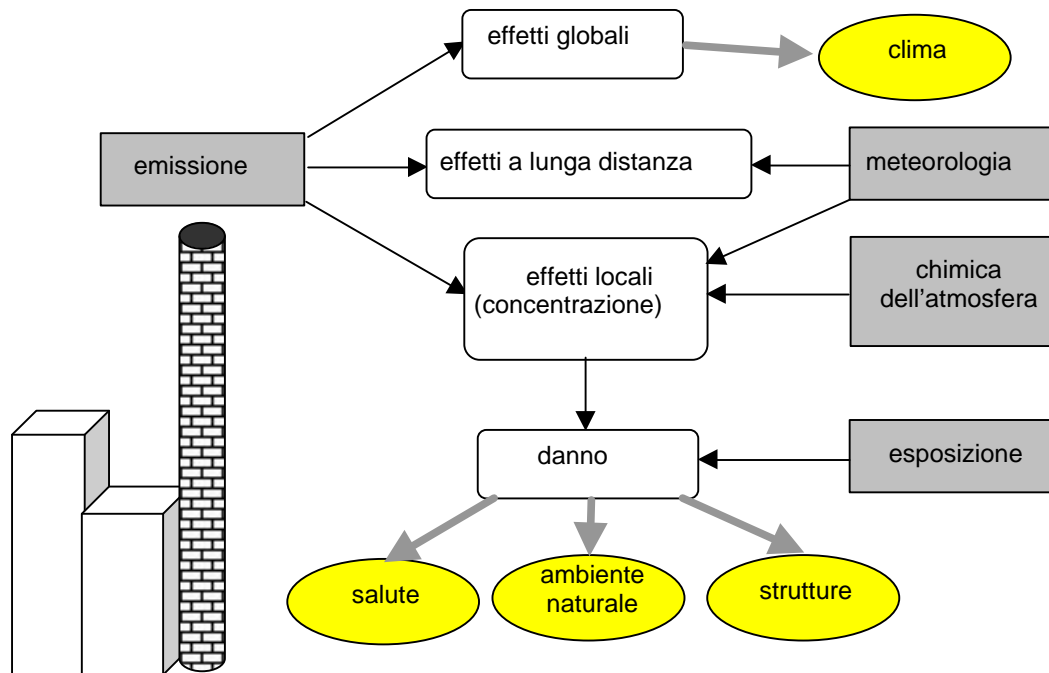 effetti globali
clima
emissione
effetti a lunga distanza
meteorologia
effetti locali
(concentrazione)
chimica
dell’atmosfera
danno
esposizione
salute
ambiente
naturale
strutture